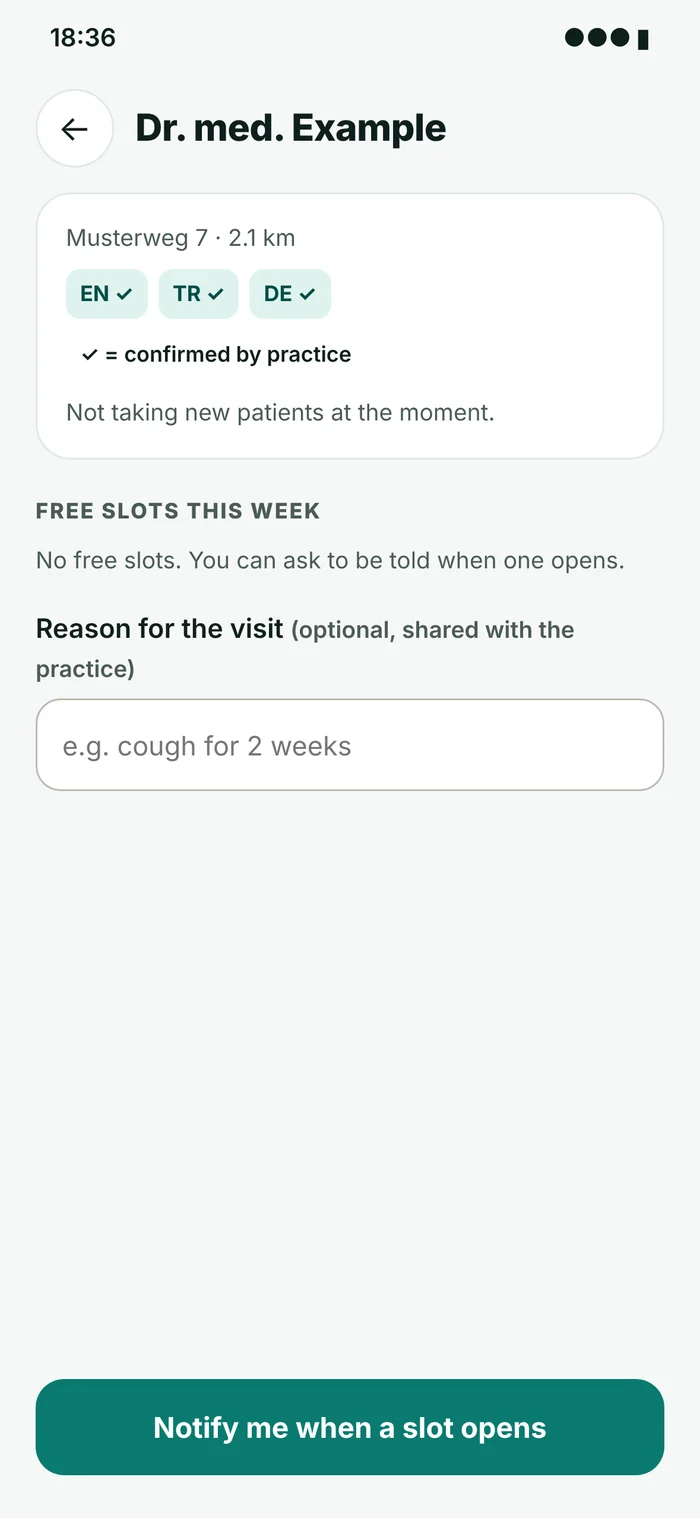 18:36
Dr. med. Example
Musterweg 7 · 2.1 km
EN ✓ TR ✓ DE ✓
✓ = confirmed by practice
Not taking new patients at the moment.
FREE SLOTS THIS WEEK
No free slots. You can ask to be told when one opens.
Reason for the visit (optional, shared with the
practice)
e.g. cough for 2 weeks
Notify me when a slot opens